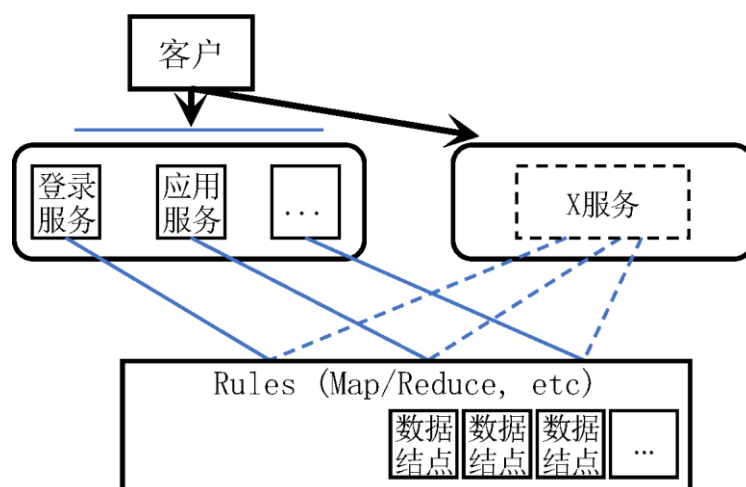 客户
登录
服务
应用
服务
...
X服务
Rules (Map/Reduce, etc)
数据
结点
数据
结点
数据
结点
...